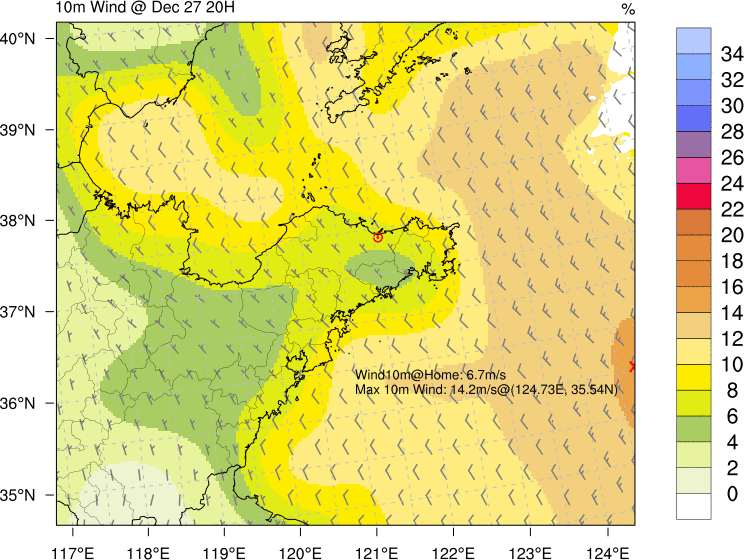 10m Wind @ Dec 27 20H
%
40°N
39°N
38°N
37°N
36°N
35°N
Wind10m@Home: 6.7m/s
Max 10m Wind: 14.2m/s@(124.73E, 35.54N)
117°E
118°E
119°E
120°E
121°E
122°E
123°E
124°E
34
32
30
28
26
24
22
20
18
16
14
12
10
8
6
4
2
0